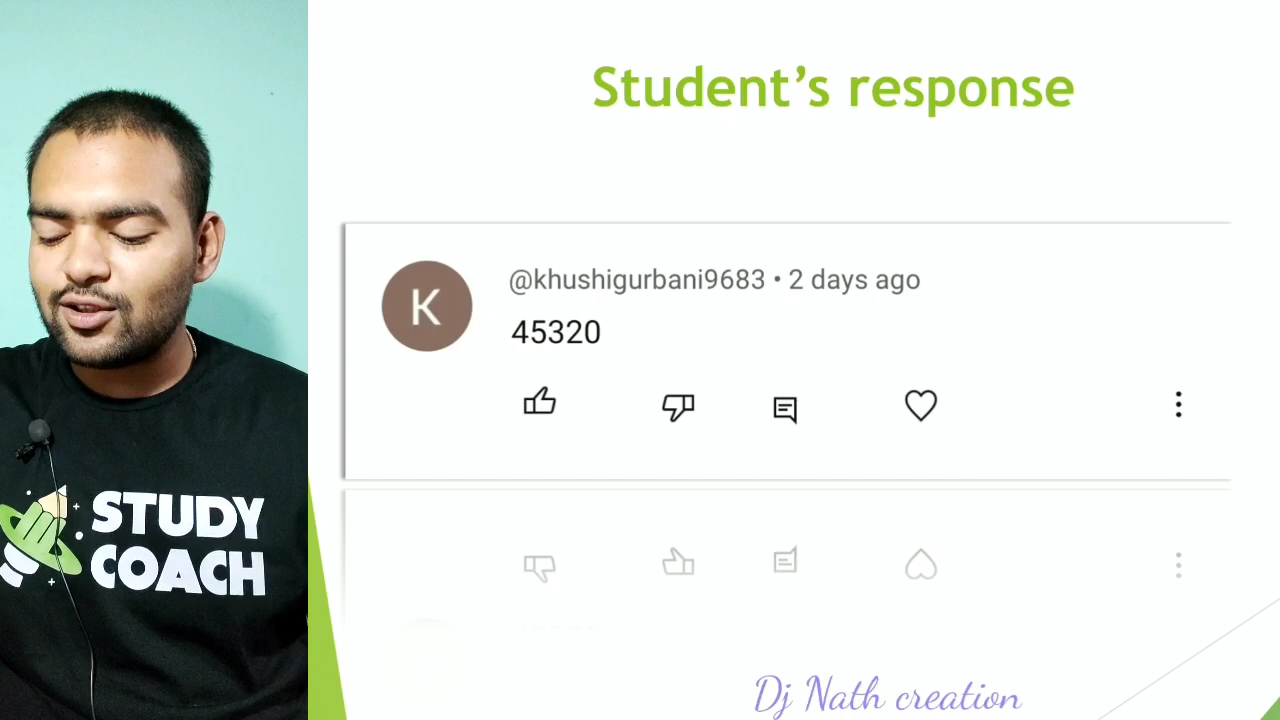 Student’s response
K
@khushigurbani9683 • 2 days ago
45320
STUDY
COACH
Dj Nath creation